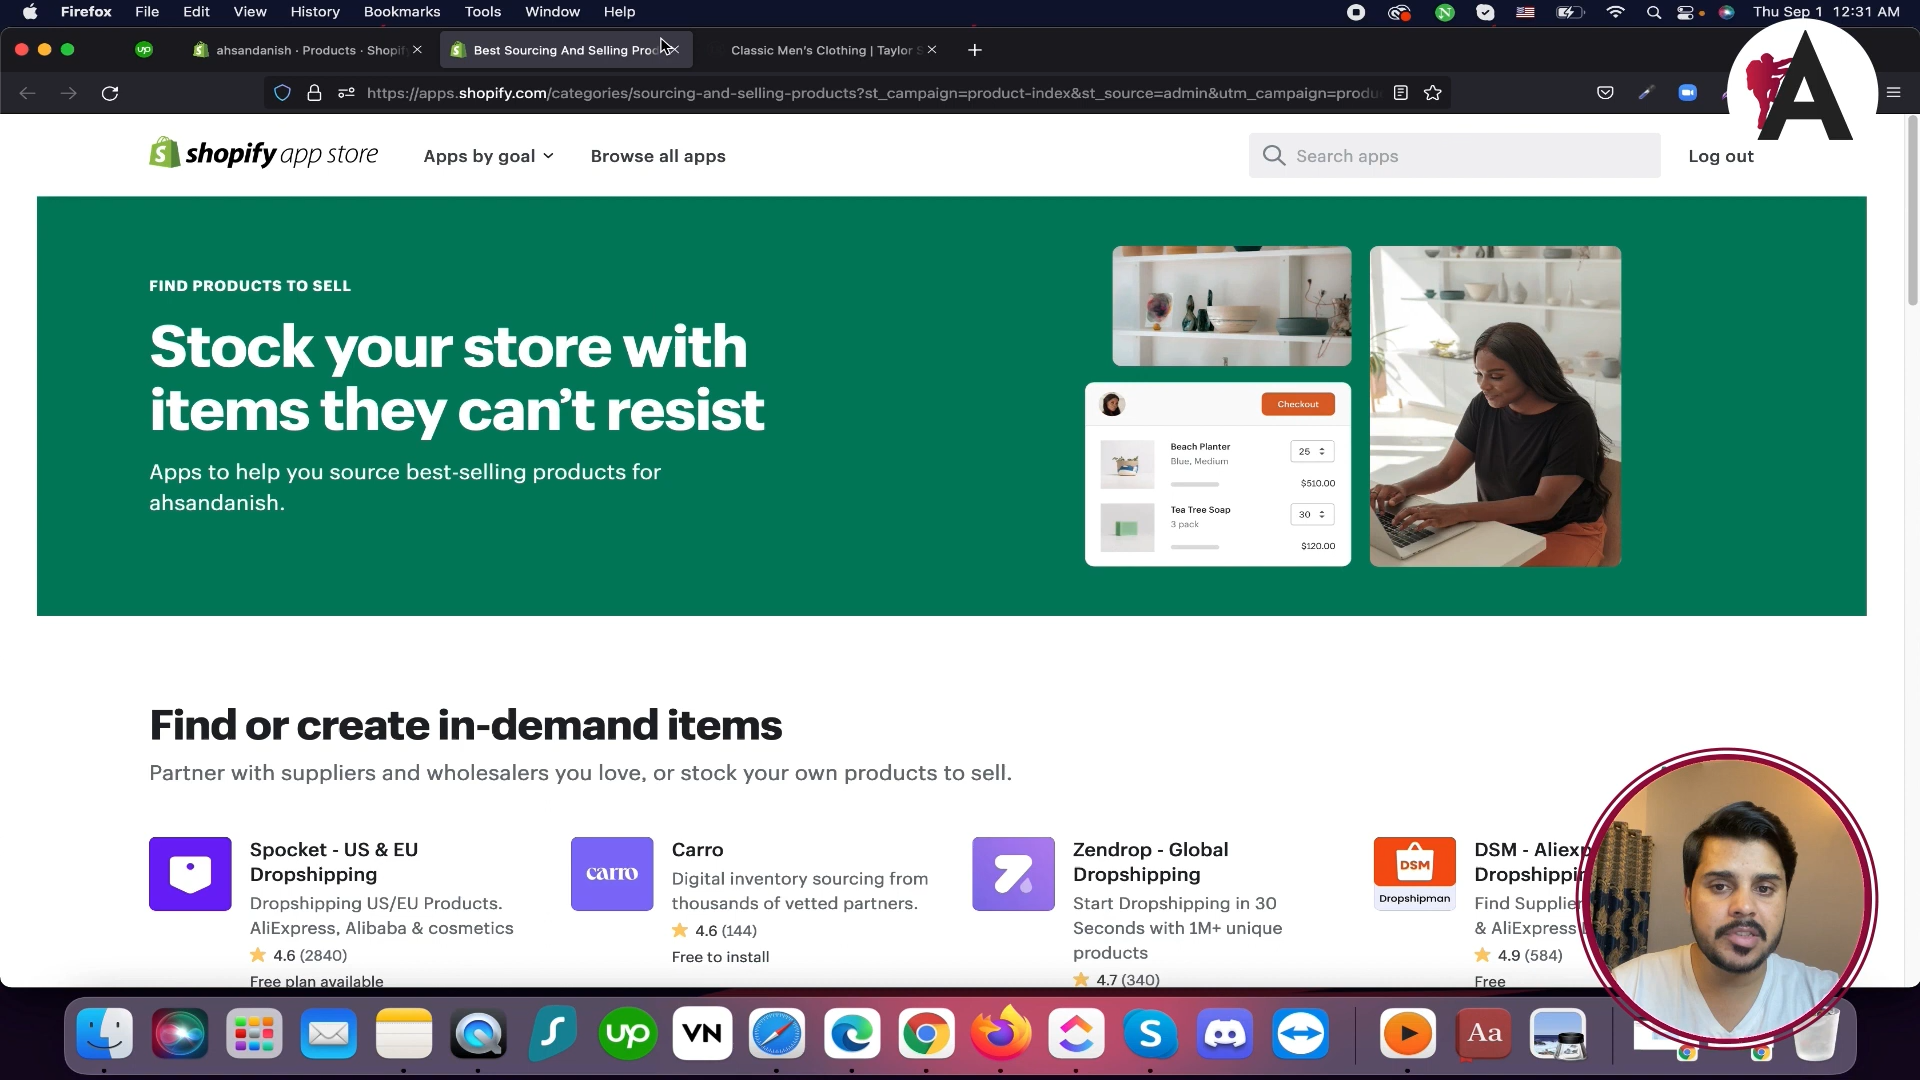 Firefox File Edit View History Bookmarks Tools Window Help
Thu Sep 1 12:31 AM
ahsandanish · Products · Shopif
Best Sourcing And Selling Prod
Classic Men's Clothing | Taylor S
https://apps.shopify.com/categories/sourcing-and-selling-products?st_campaign=product-index&st_source=admin&utm_campaign=produ
A
shopify app store
Apps by goal
Browse all apps
Search apps
Log out
FIND PRODUCTS TO SELL
Stock your store with
items they can't resist
Apps to help you source best-selling products for
ahsandanish.
Checkout
Beach Planter
Blue, Medium
25
$510.00
Tea Tree Soap
3 pack
30
$120.00
Find or create in-demand items
Partner with suppliers and wholesalers you love, or stock your own products to sell.
Spocket - US & EU
Dropshipping
Dropshipping US/EU Products.
AliExpress, Alibaba & cosmetics
4.6 (2840)
Free plan available
carro
Carro
Digital inventory sourcing from
thousands of vetted partners.
4.6 (144)
Free to install
Zendrop - Global
Dropshipping
Start Dropshipping in 30
Seconds with 1M+ unique
products
4.7 (340)
DSM
Dropshipman
DSM - Aliexp
Dropshippin
Find Supplier
& AliExpress
4.9 (584)
Free
up
VN
Aa